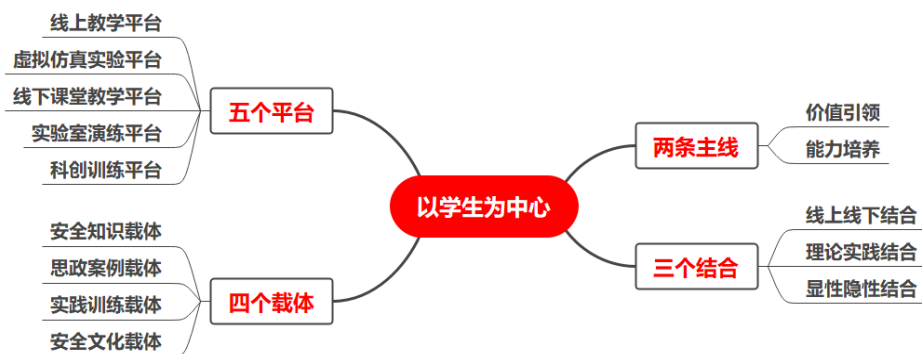 以学生为中心
两条主线
价值引领
能力培养
三个结合
线上线下结合
理论实践结合
显性隐性结合
五个平台
线上教学平台
虚拟仿真实验平台
线下课堂教学平台
实验室演练平台
科创训练平台
四个载体
安全知识载体
思政案例载体
实践训练载体
安全文化载体